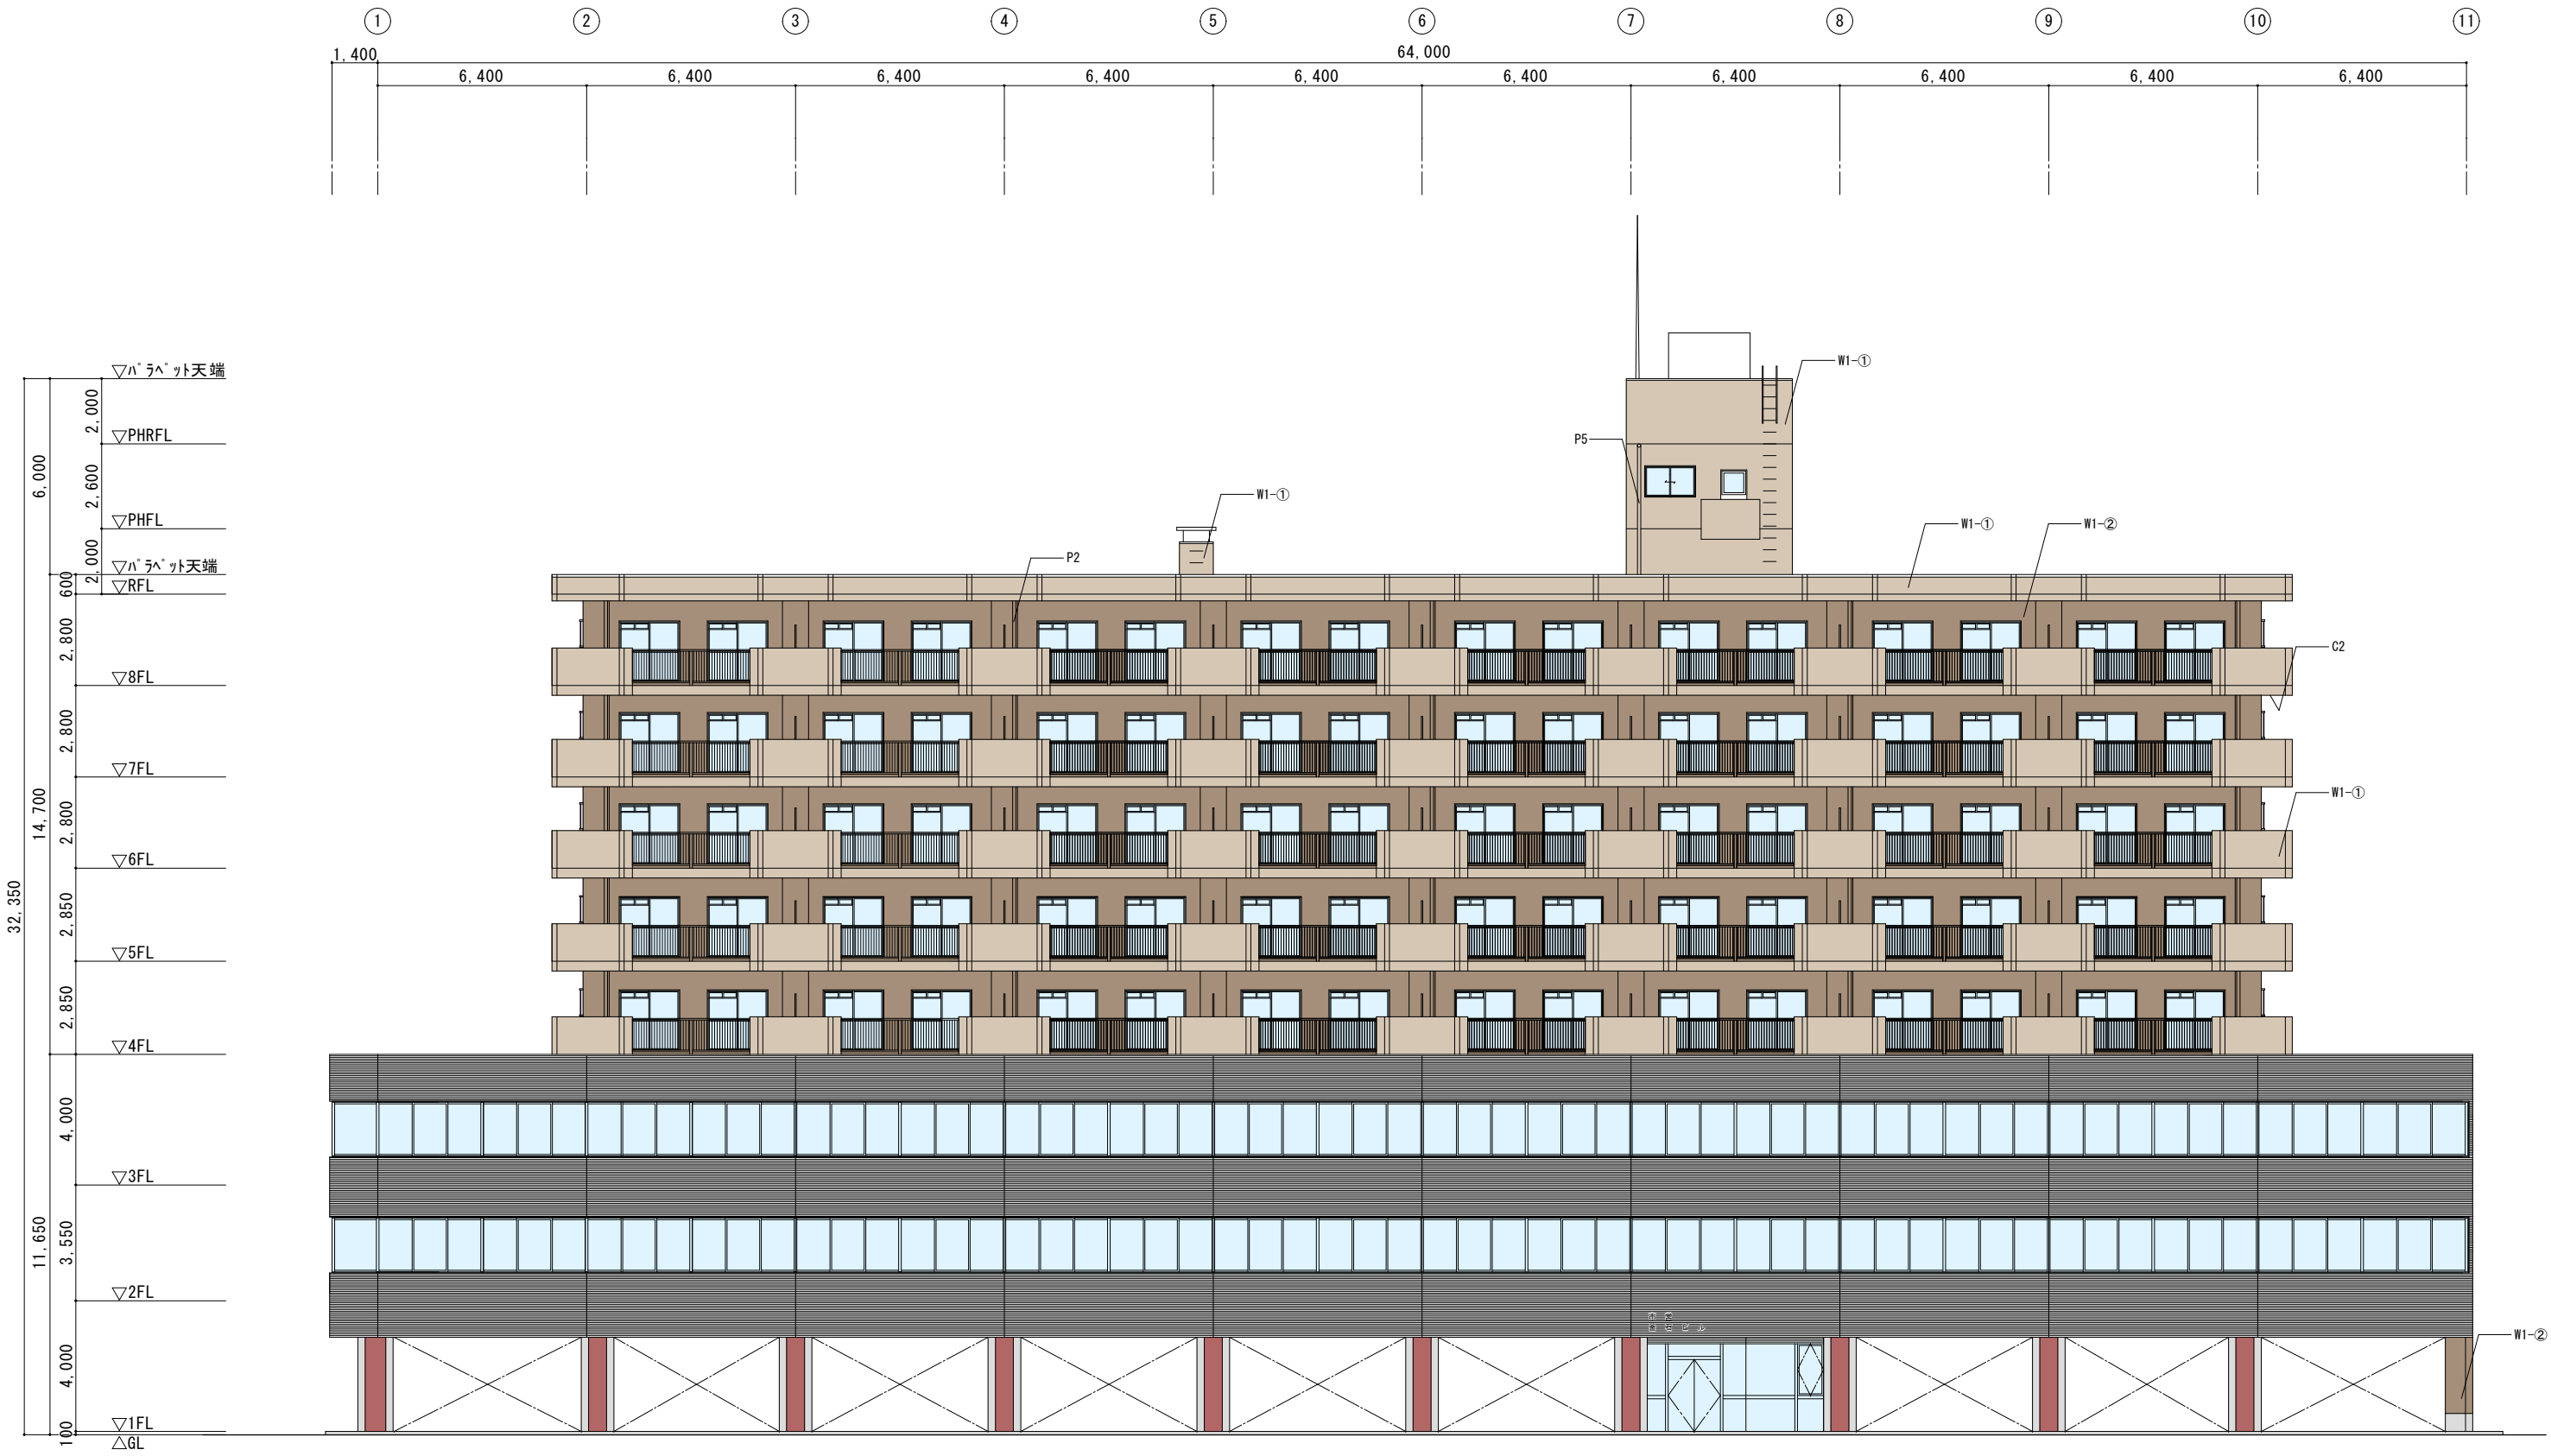 1 2 3 4 5 6 7 8 9 10 11
1,400 64,000
6,400 6,400 6,400 6,400 6,400 6,400 6,400 6,400 6,400 6,400
▽ﾊﾟﾗﾍﾟｯﾄ天端
2,000
▽PHRFL
6,000
2,600
▽PHFL
2,000
▽ﾊﾟﾗﾍﾟｯﾄ天端
600
▽RFL
2,800
▽8FL
2,800
▽7FL
14,700
2,800
▽6FL
32,350
2,850
▽5FL
2,850
▽4FL
4,000
▽3FL
11,650
3,550
▽2FL
4,000
▽1FL
100
△GL
W1-①
P5
W1-①
W1-①
W1-②
P2
C2
W1-①
ビル
W1-②